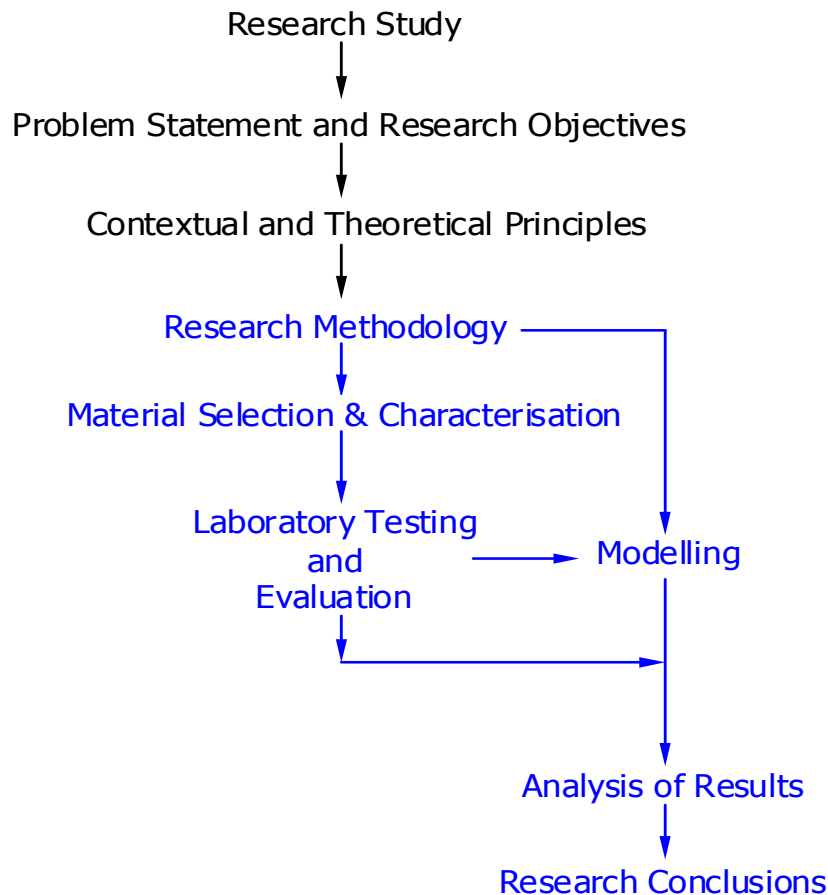 Research Study
Problem Statement and Research Objectives
Contextual and Theoretical Principles
Research Methodology
Material Selection & Characterisation
Laboratory Testing
and
Evaluation
Modelling
Analysis of Results
Research Conclusions